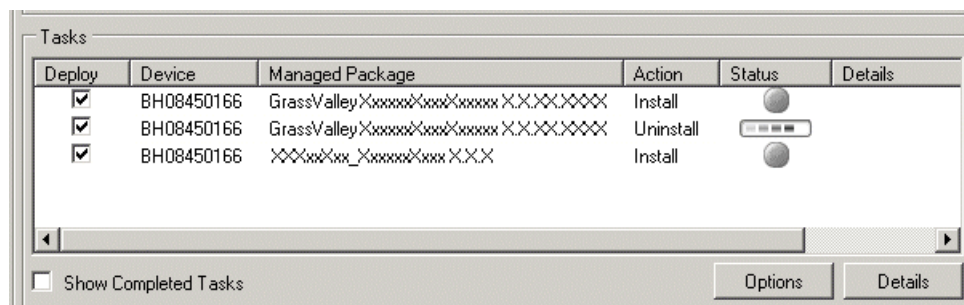 Tasks
Deploy Device Managed Package Action Status Details
BH08450166 GrassValleyXxxxxxXxxxXxxxxx X.X.XX.XXXX Install
BH08450166 GrassValleyXxxxxxXxxxXxxxxx X.X.XX.XXXX Uninstall
BH08450166 XXXxxXxx_XxxxxxXxxx X.X.X Install
Show Completed Tasks Options Details